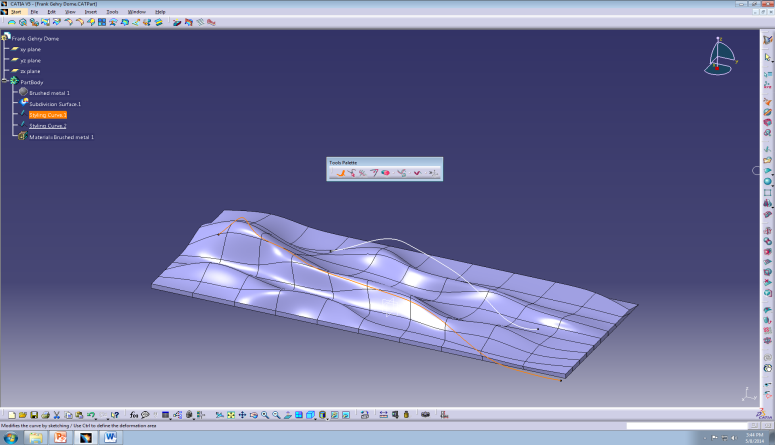 CATIA V5 - [Frank Gehry Dome.CATPart]
Start File Edit View Insert Tools Window Help
Frank Gehry Dome
xy plane
yz plane
zx plane
PartBody
Brushed metal 1
Subdivision Surface.1
Styling Curve.1
Styling Curve.2
Material=Brushed metal 1
Tools Palette
Modifies the curve by sketching / Use Ctrl to define the deformation area
CATIA
3:44 PM